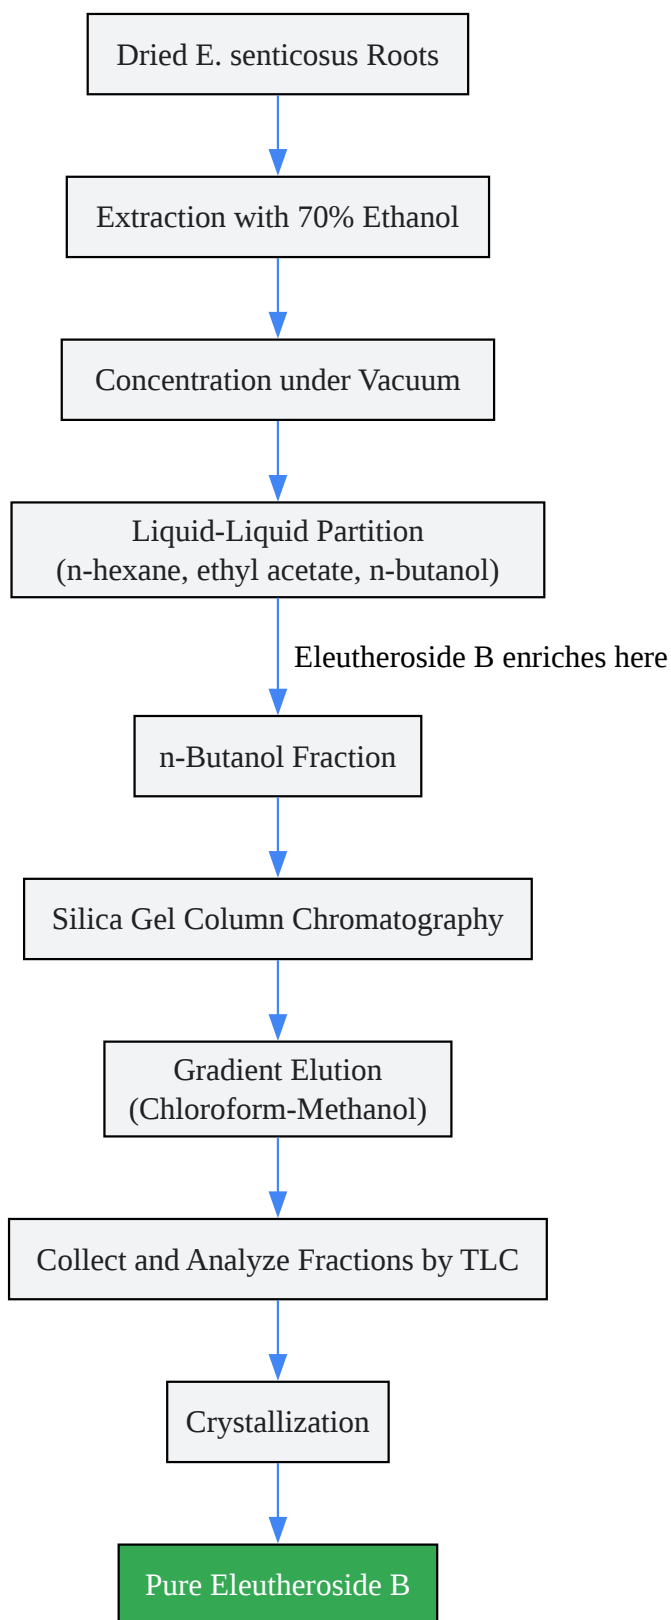 Dried E. senticosus Roots
Extraction with 70% Ethanol
Concentration under Vacuum
Liquid-Liquid Partition
(n-hexane, ethyl acetate, n-butanol)
Eleutheroside B enriches here
n-Butanol Fraction
Silica Gel Column Chromatography
Gradient Elution
(Chloroform-Methanol)
Collect and Analyze Fractions by TLC
Crystallization
Pure Eleutheroside B